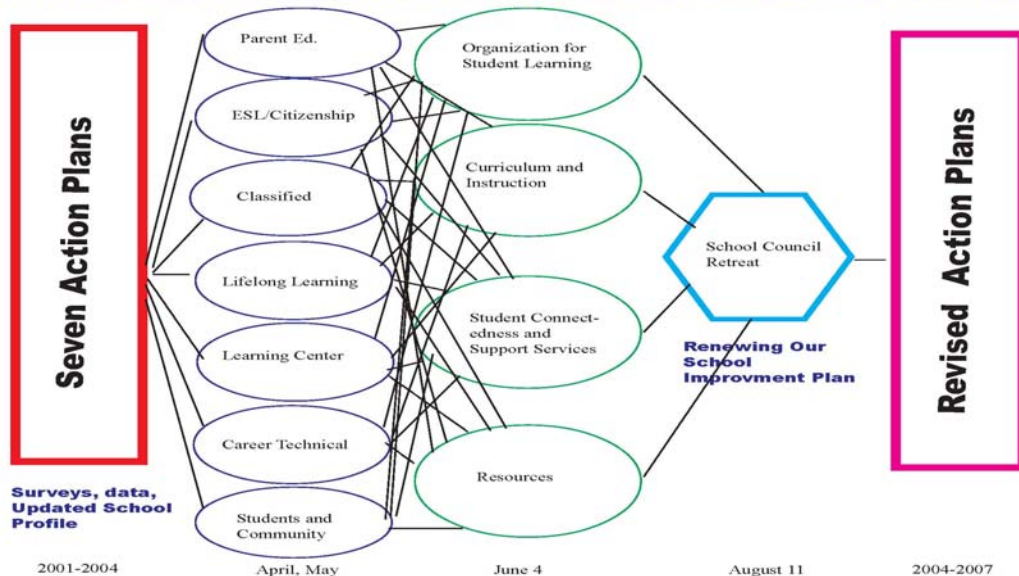 Seven Action Plans
Surveys, data,
Updated School
Profile
2001-2004
Parent Ed.
ESL/Citizenship
Classified
Lifelong Learning
Learning Center
Career Technical
Students and
Community
April, May
Organization for
Student Learning
Curriculum and
Instruction
Student Connect-
edness and
Support Services
Resources
June 4
School Council
Retreat
Renewing Our
School
Improvment Plan
August 11
Revised Action Plans
2004-2007